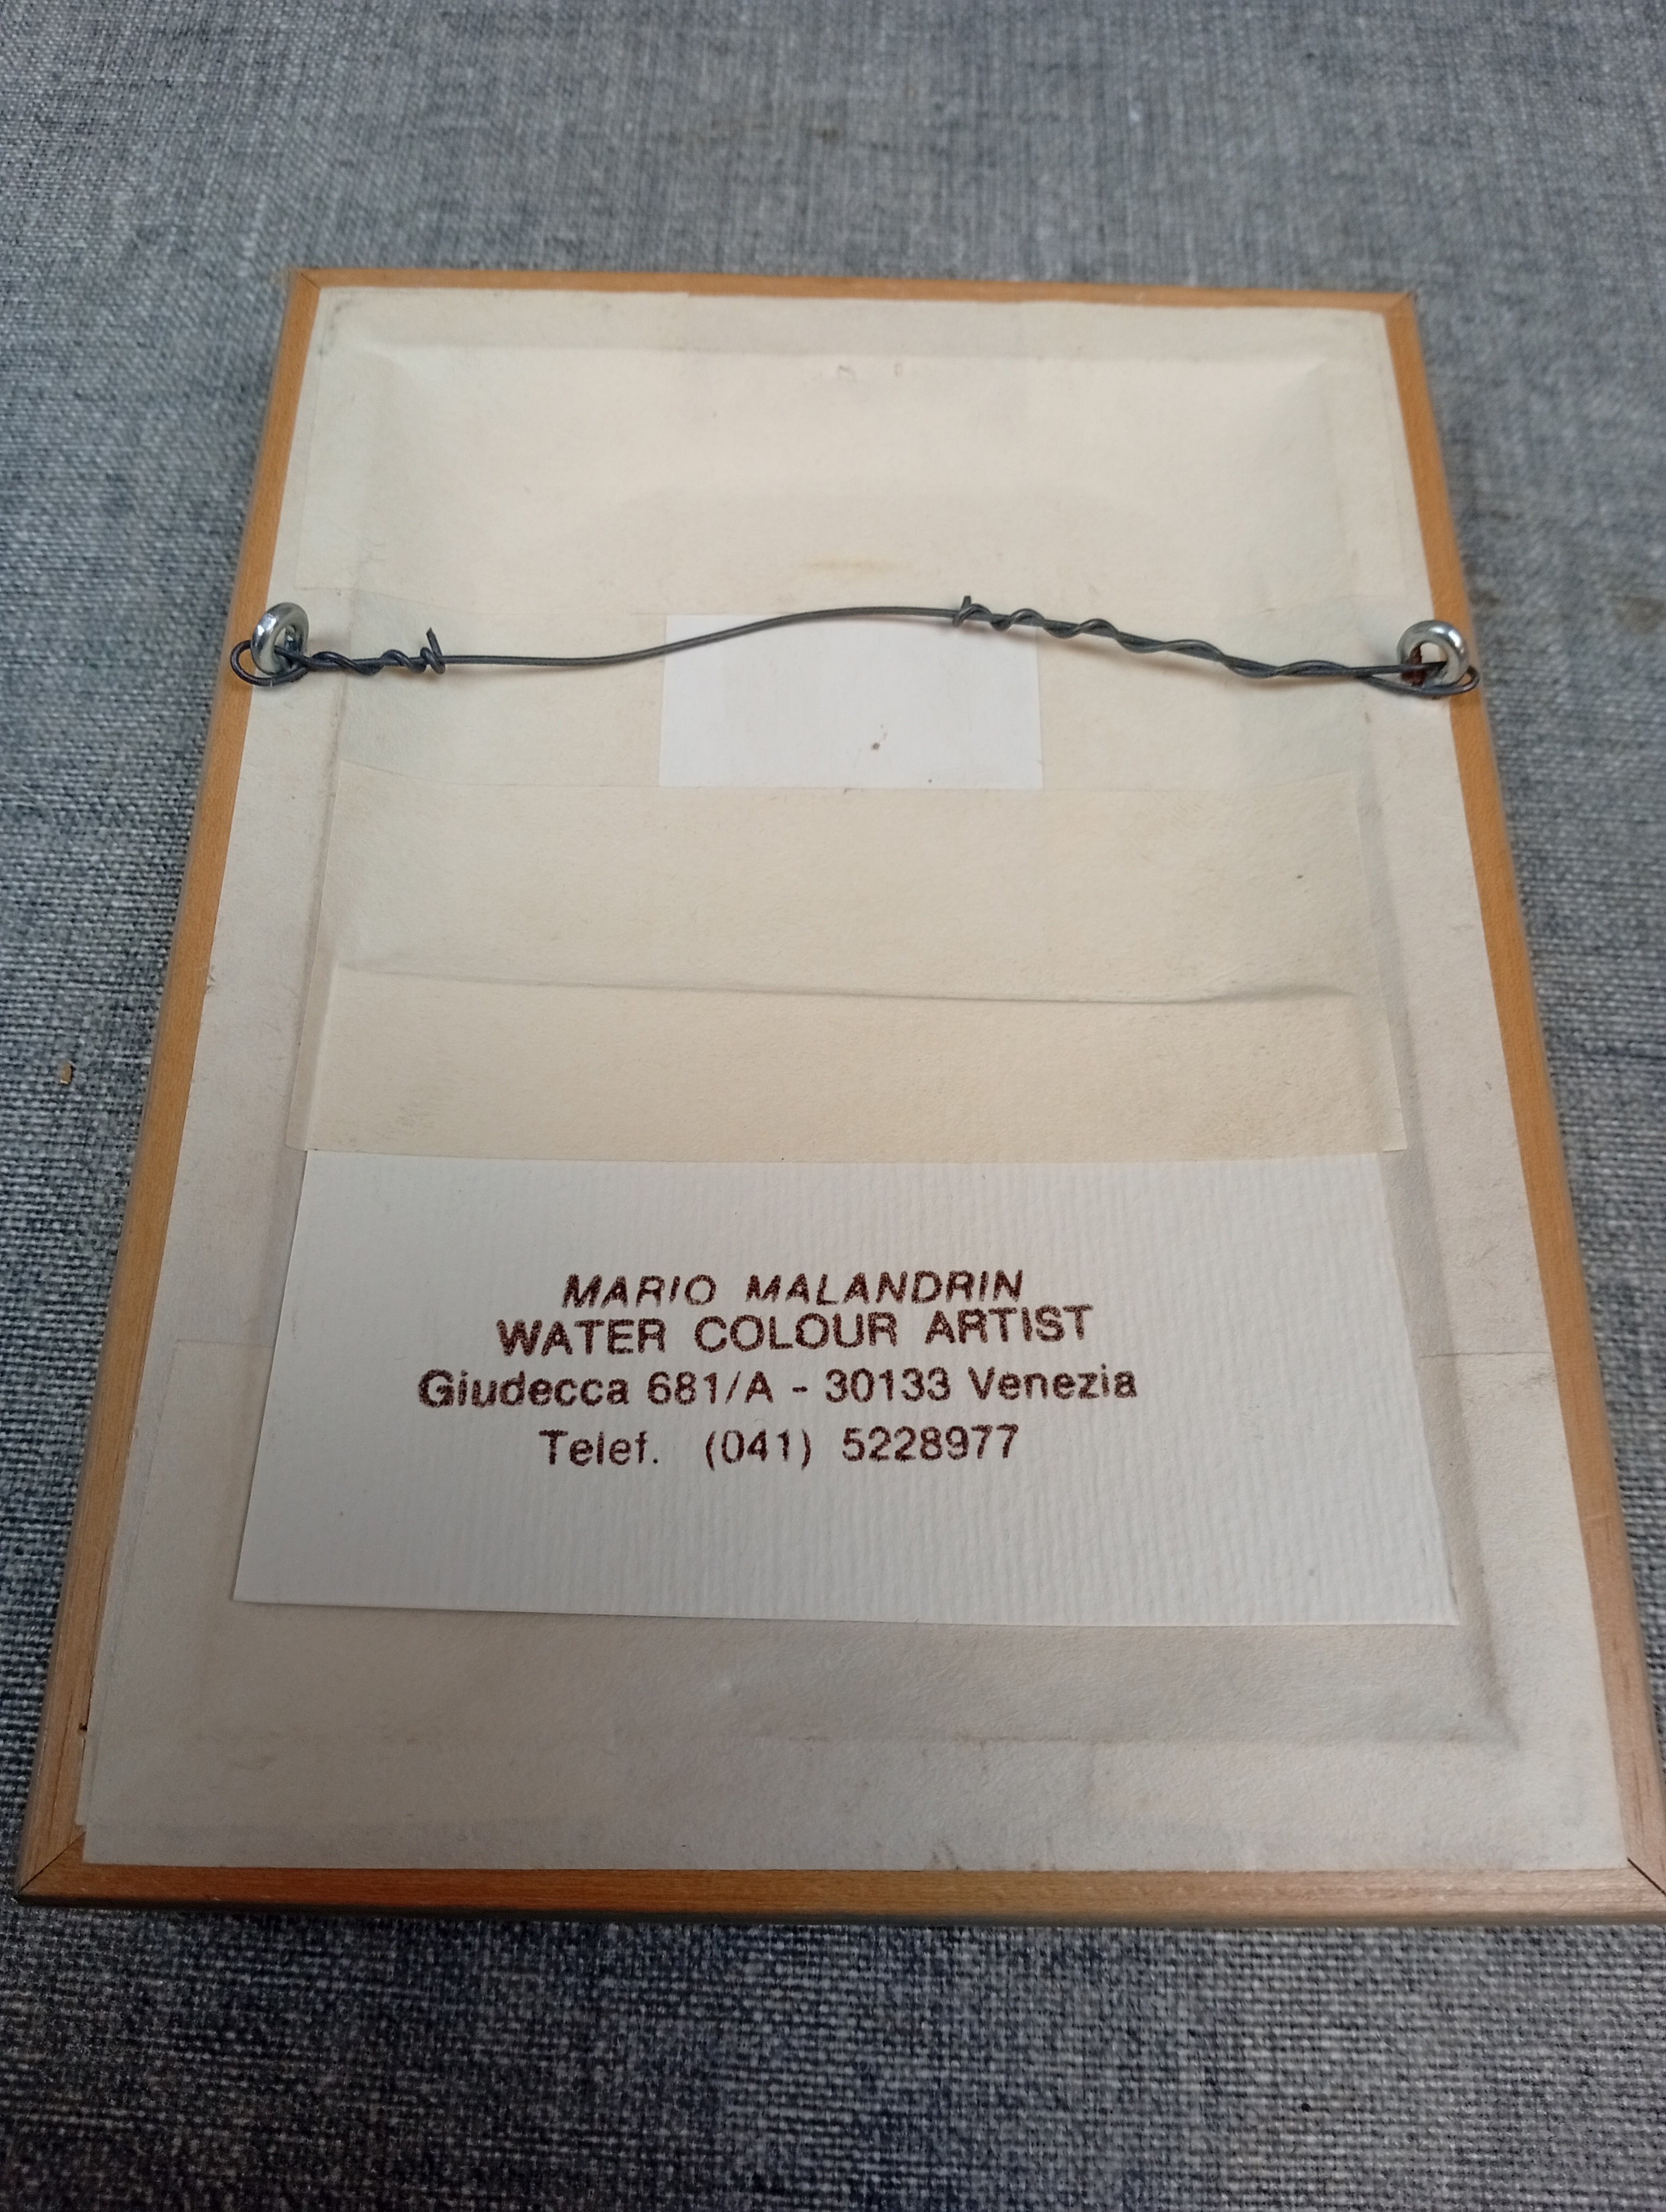 MARIO MALANDRIN
WATER COLOUR ARTIST
Giudecca 681/A - 30133 Venezia
Telef. (041) 5228977